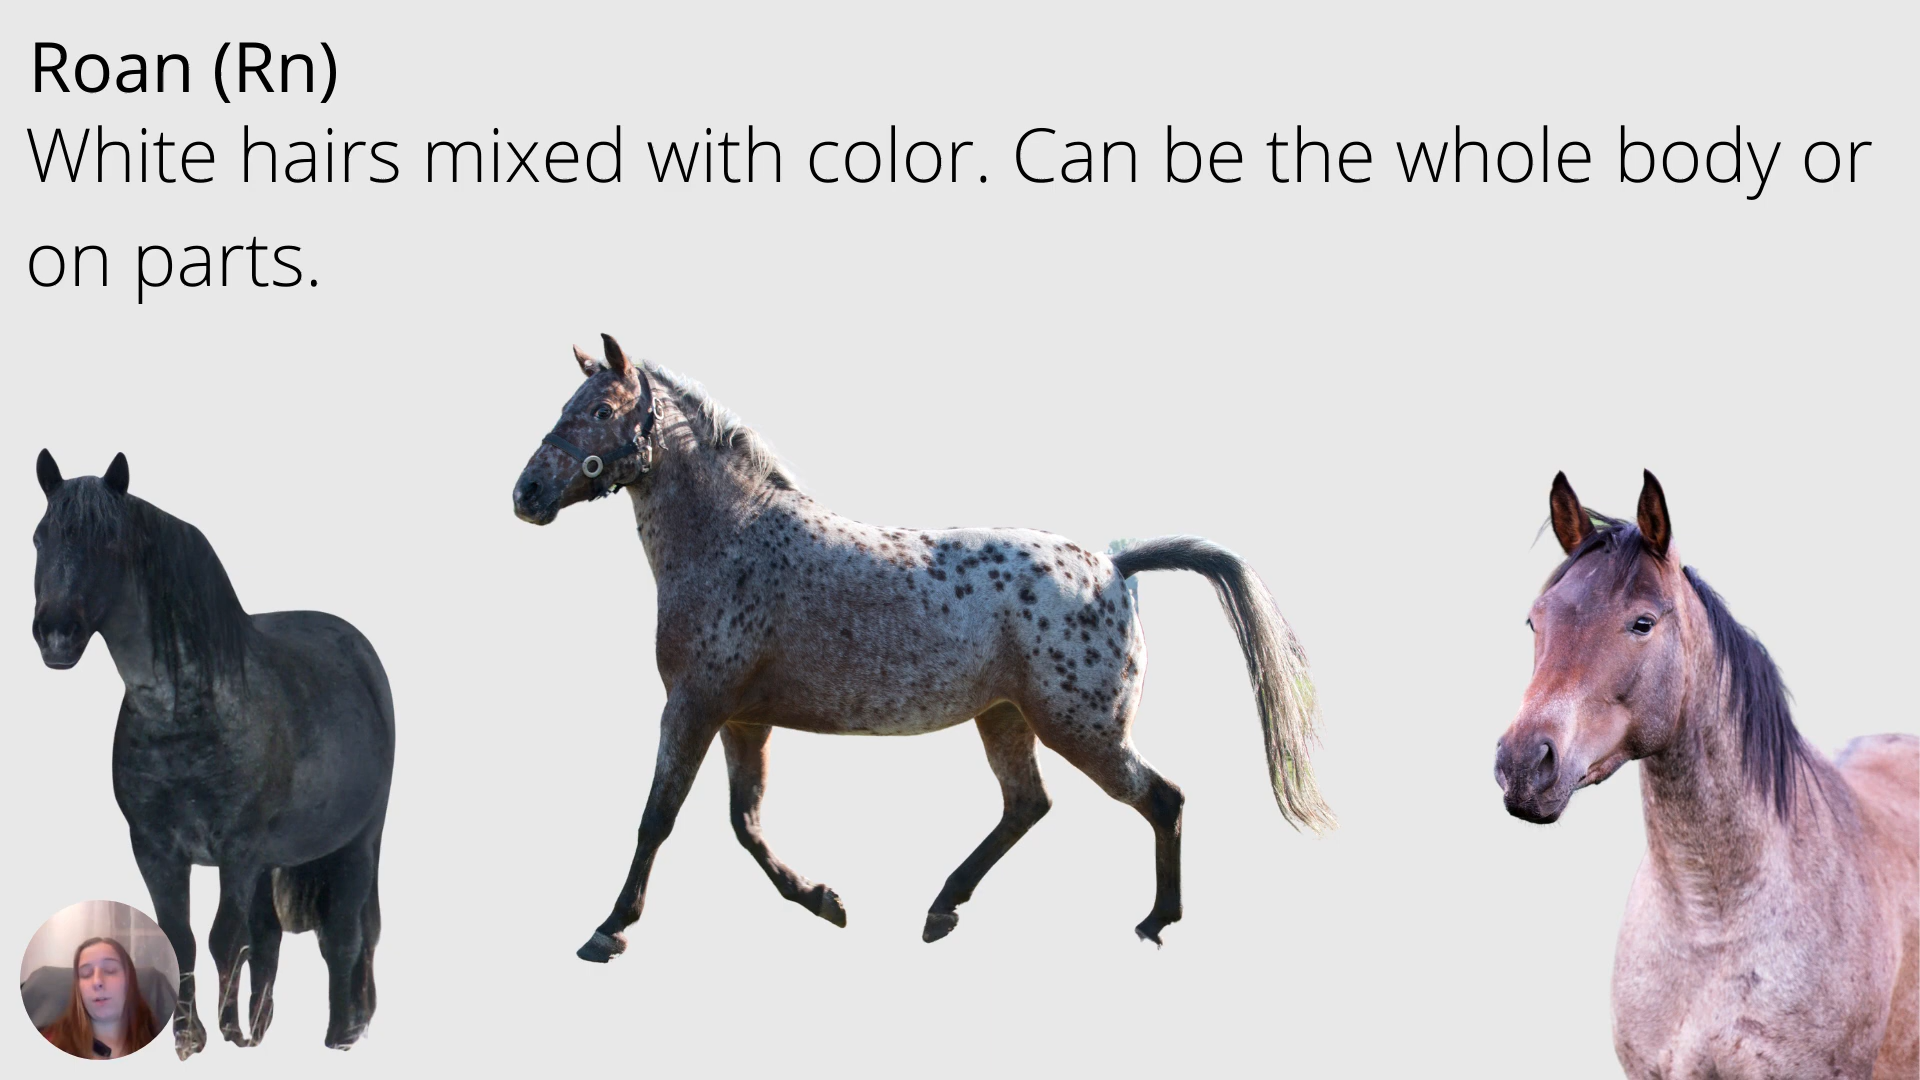 Roan (Rn)
White hairs mixed with color. Can be the whole body or
on parts.